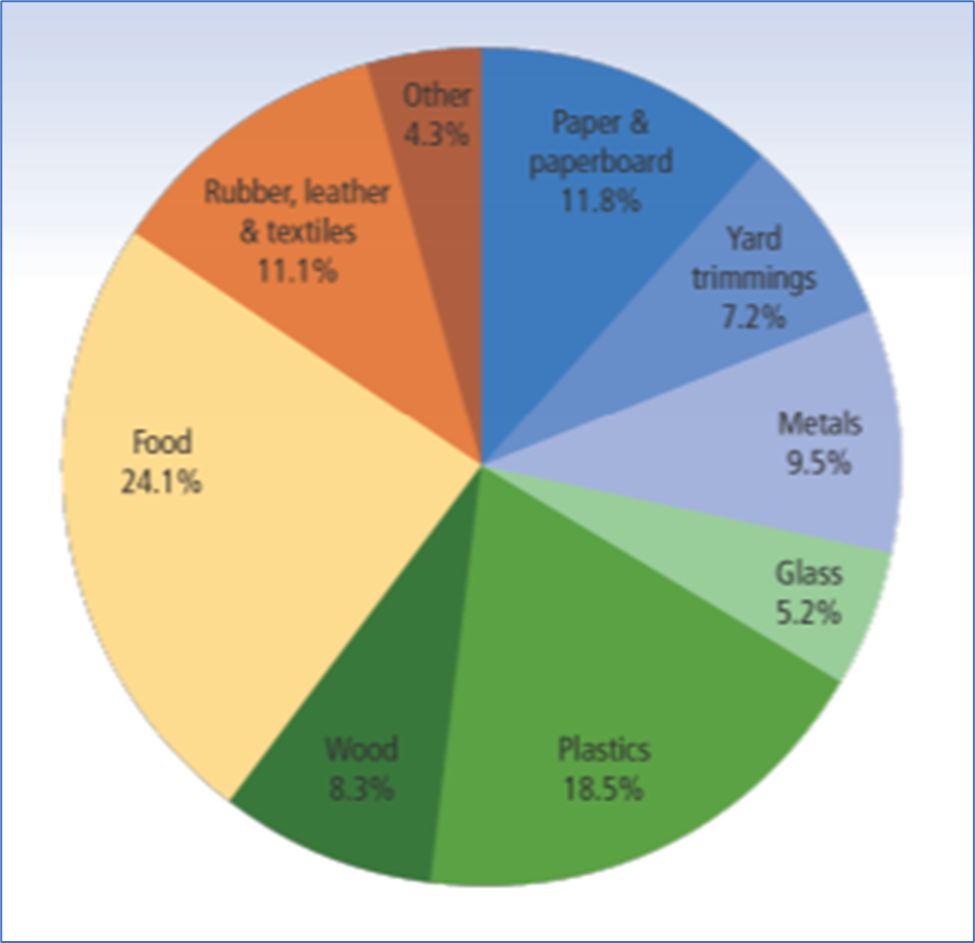 Other
4.3%
Paper &
paperboard
11.8%
Rubber, leather
& textiles
11.1%
Yard
trimmings
7.2%
Metals
9.5%
Food
24.1%
Glass
5.2%
Wood
8.3%
Plastics
18.5%